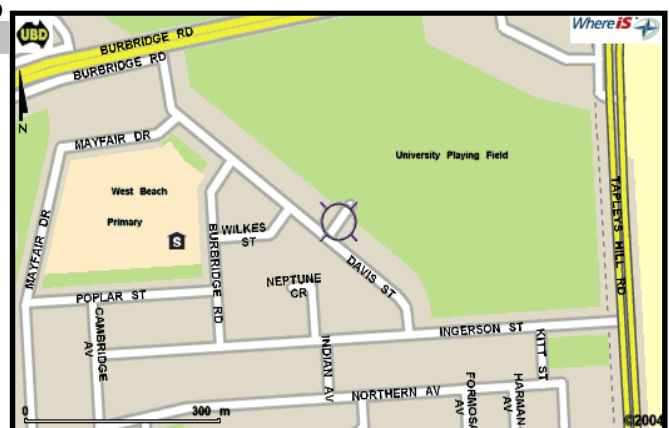 UBD
BURBRIDGE RD
Whereis
BURBRIDGE RD
N
MAYFAIR DR
University Playing Field
West Beach
Primary
S
TAPLEYS HILL RD
MAYFAIR DR
BURBRIDGE RD
WILKES
ST
DAVIS ST
NEPTUNE
CR
POPLAR ST
CAMBRIDGE
AV
INGERSON ST
KITT ST
INDIAN AV
NORTHERN AV
FORMOSA
AV
HARMAN
AV
0 300 m
©2004